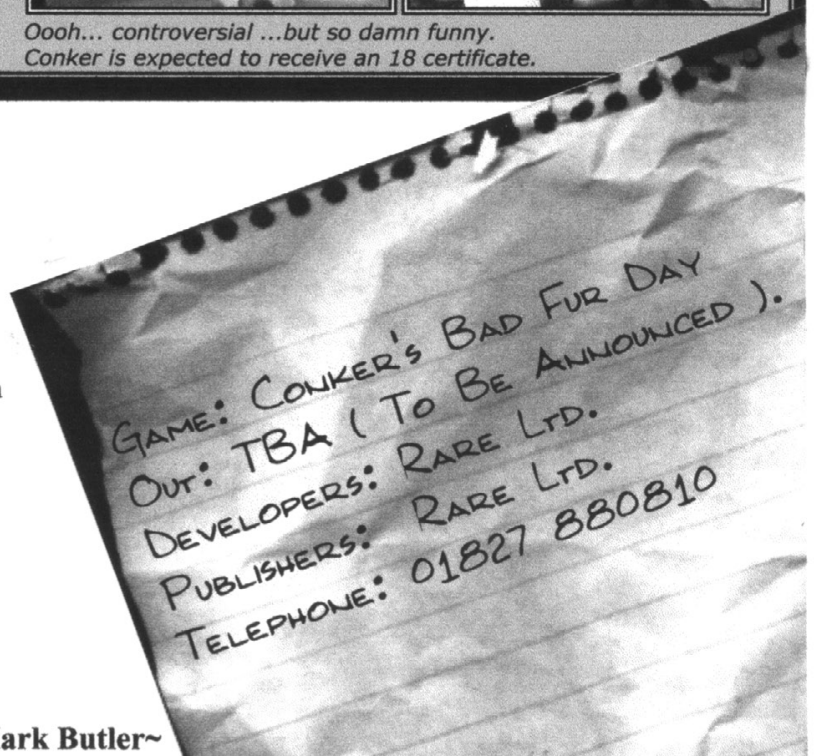 Oooh... controversial ...but so damn funny.
Conker is expected to receive an 18 certificate.
Game: Conker's Bad Fur Day
Out: TBA ( To Be Announced ).
Developers: Rare Ltd.
Publishers: Rare Ltd.
Telephone: 01827 880810
Butler~